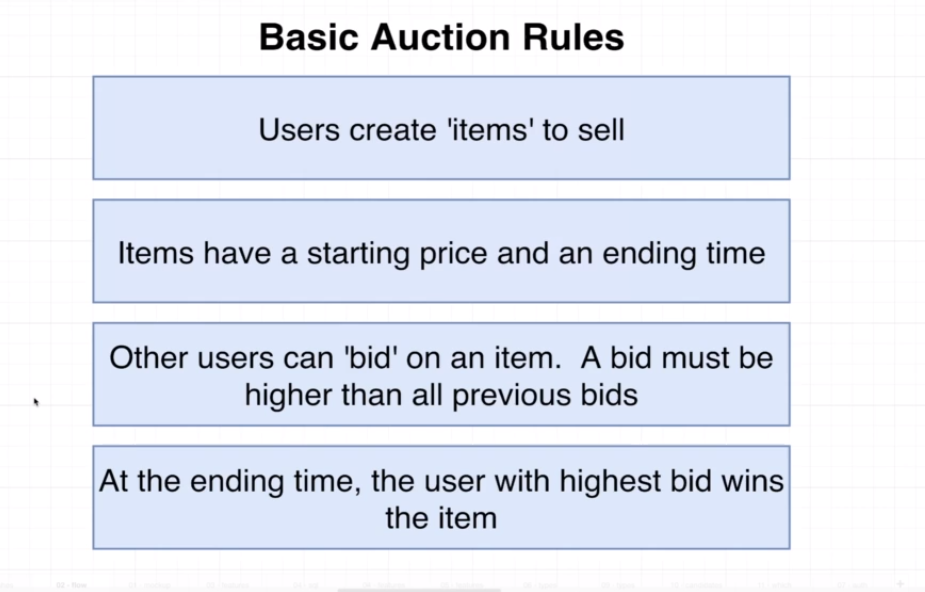 Basic Auction Rules
Users create 'items' to sell
Items have a starting price and an ending time
Other users can 'bid' on an item.  A bid must be
higher than all previous bids
At the ending time, the user with highest bid wins
the item